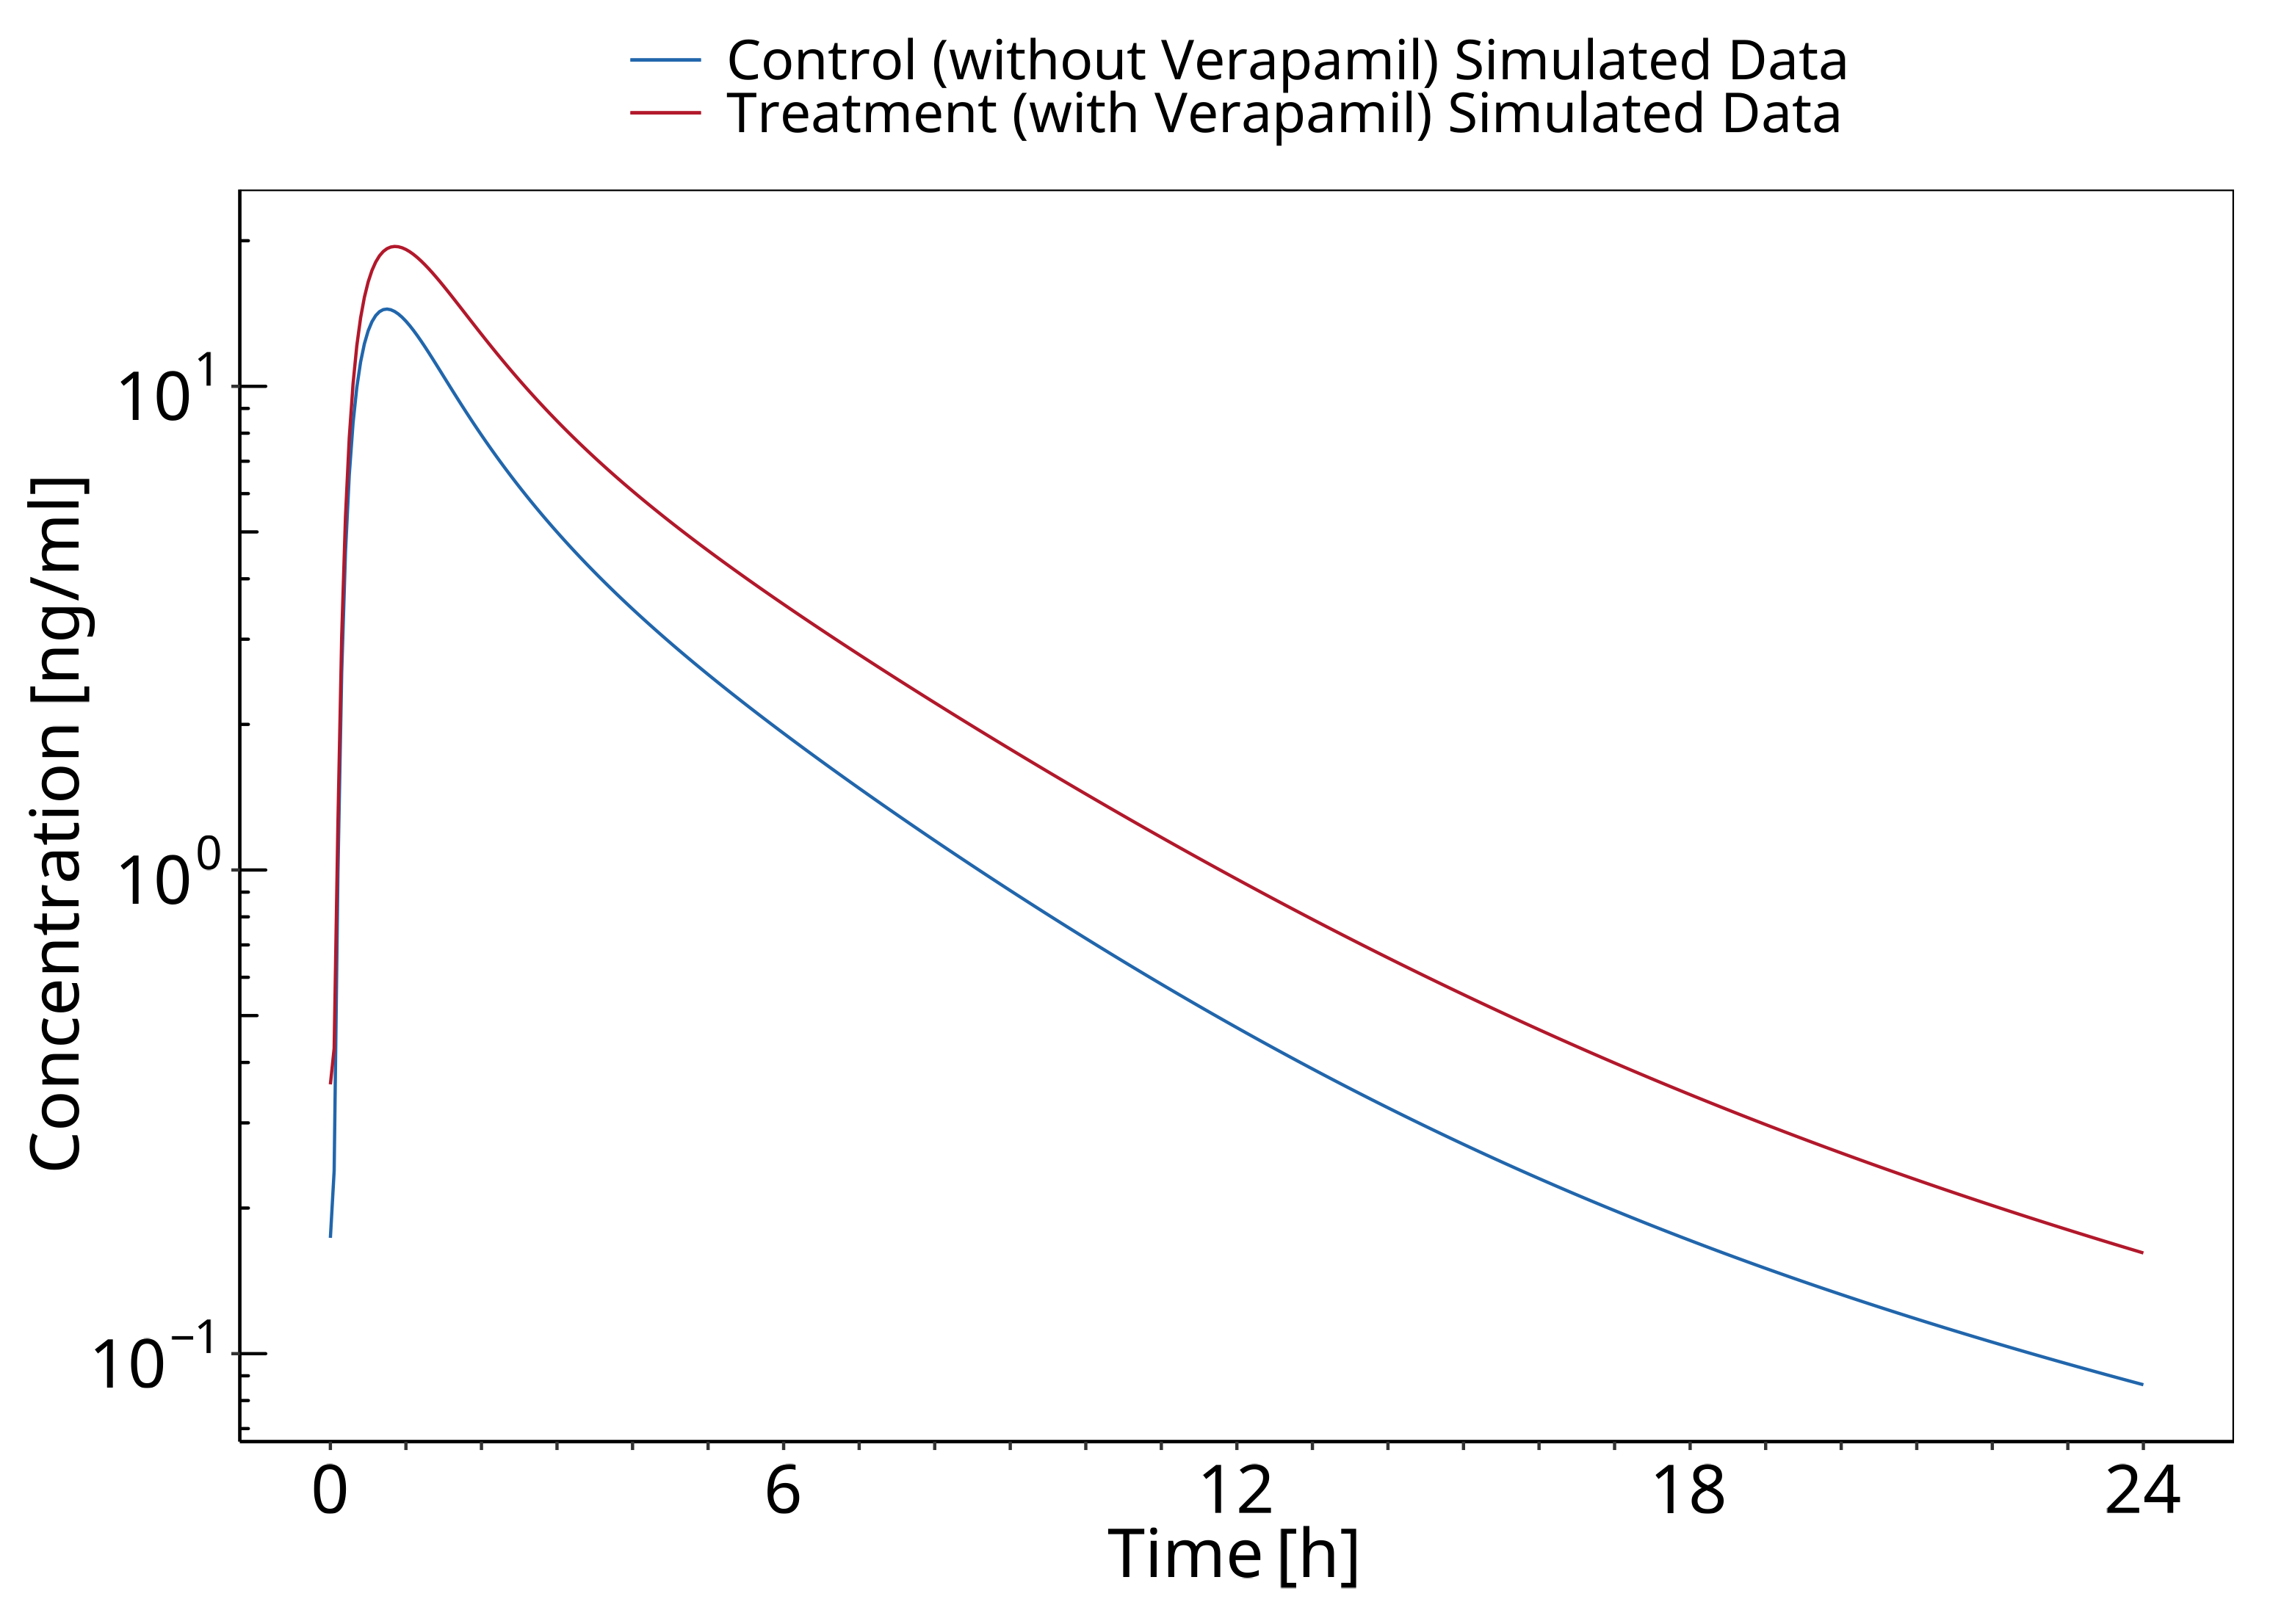 Control (without Verapamil) Simulated Data
Treatment (with Verapamil) Simulated Data
Concentration [ng/ml]
10¹
10⁰
10⁻¹
0 6 12 18 24
Time [h]